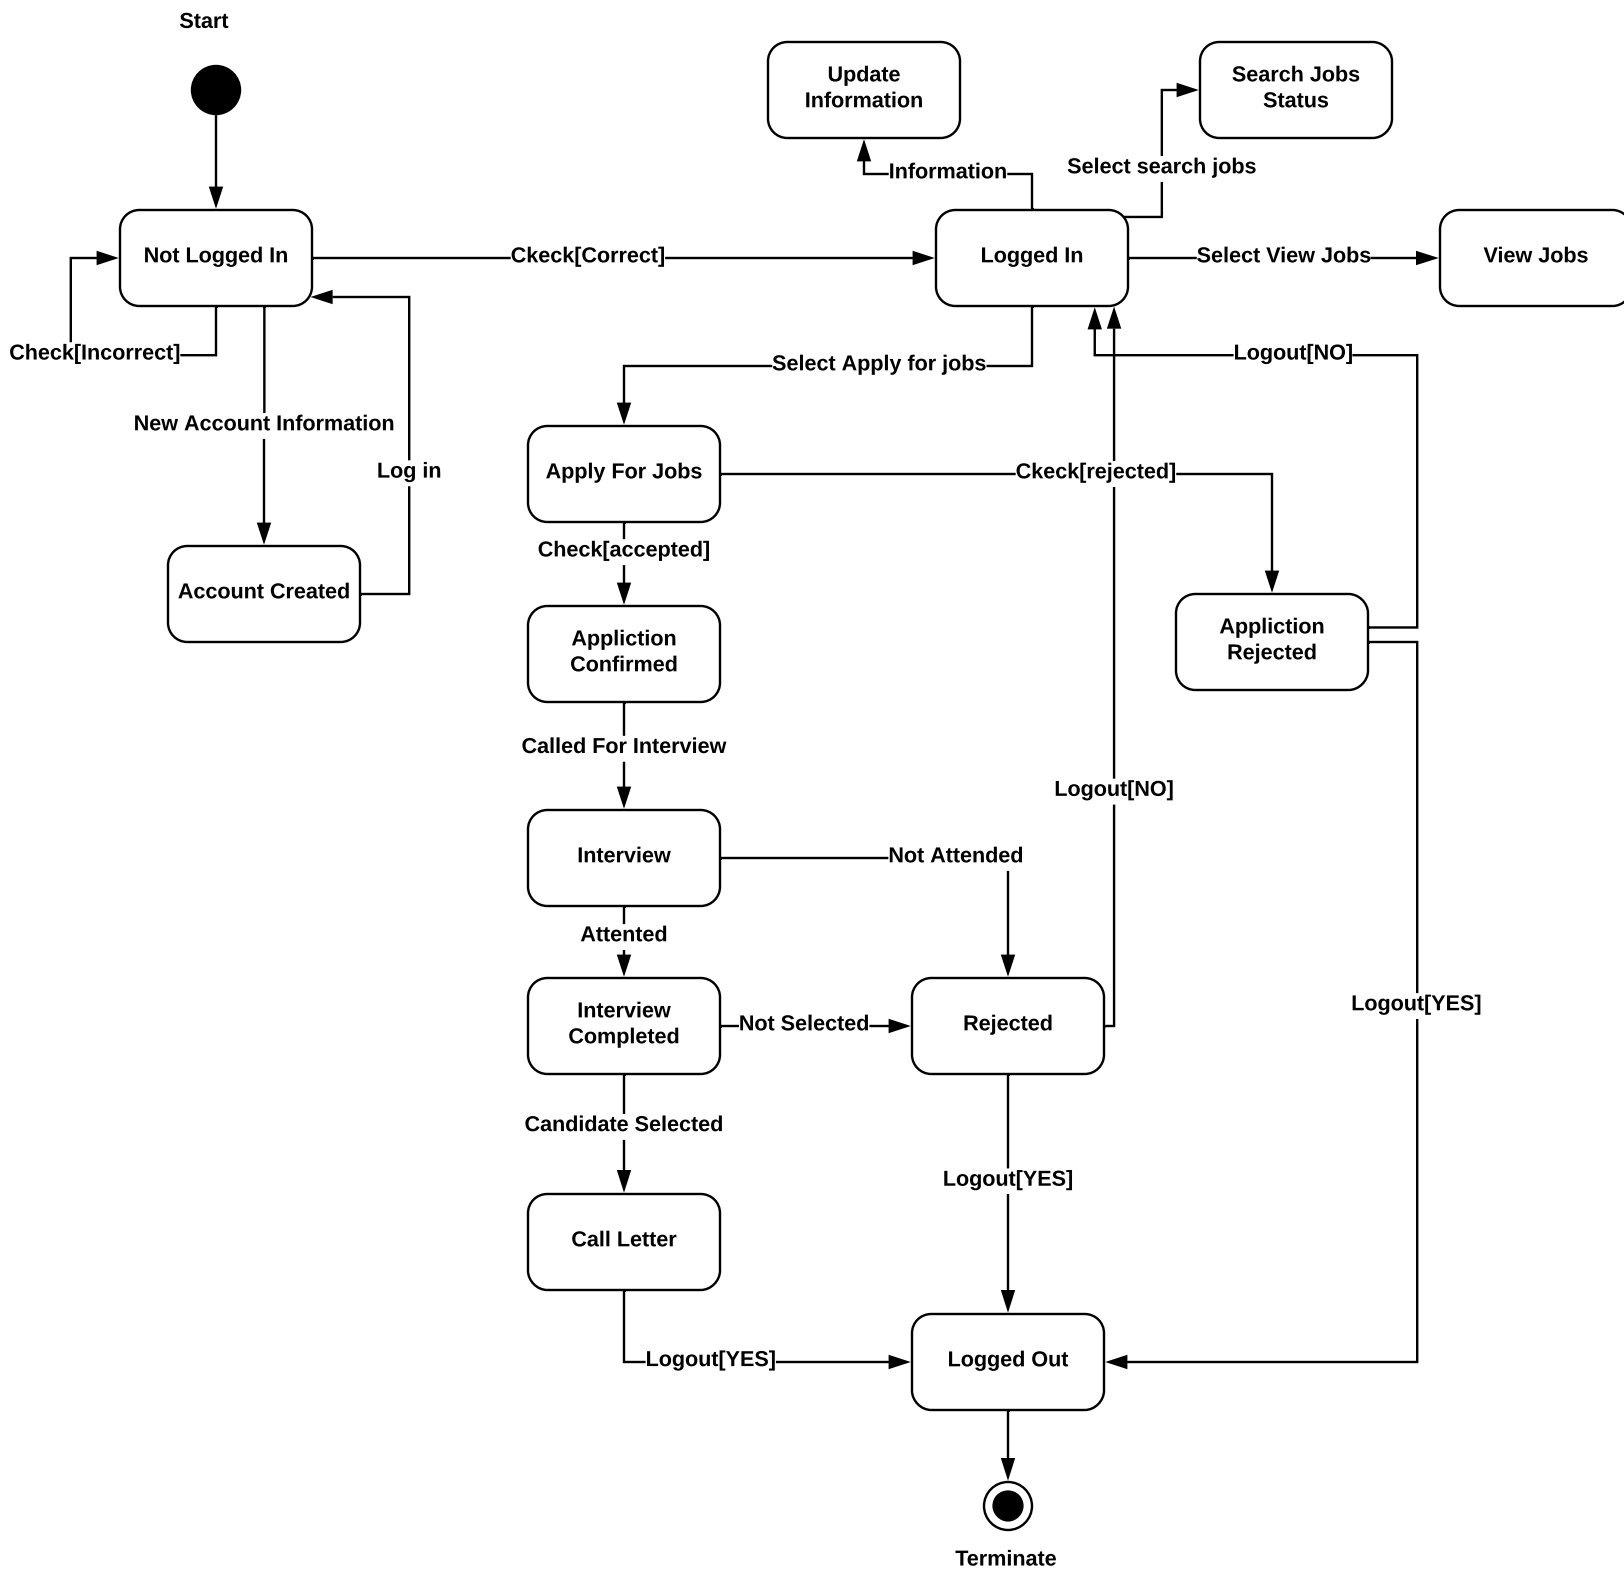 Start
Update
Information
Search Jobs
Status
Information
Select search jobs
Not Logged In
Ckeck[Correct]
Logged In
Select View Jobs
View Jobs
Check[Incorrect]
Select Apply for jobs
Logout[NO]
New Account Information
Log in
Apply For Jobs
Ckeck[rejected]
Check[accepted]
Account Created
Appliction
Confirmed
Appliction
Rejected
Called For Interview
Logout[NO]
Interview
Not Attended
Attented
Interview
Completed
Not Selected
Rejected
Logout[YES]
Candidate Selected
Logout[YES]
Call Letter
Logout[YES]
Logged Out
Terminate